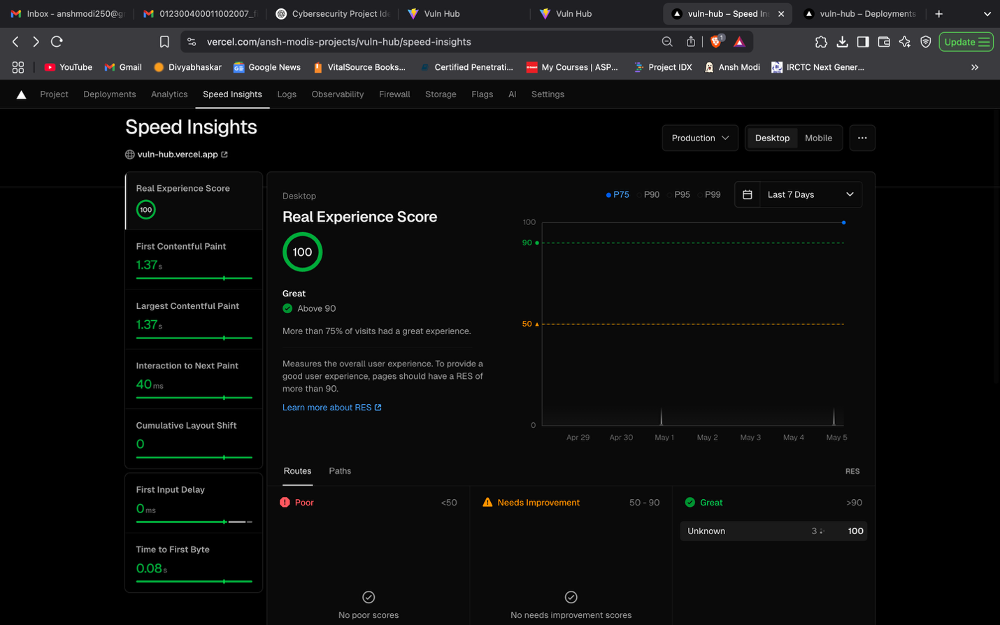 Inbox - anshmodi250@g
012300400011002007_f
Cybersecurity Project Ide
Vuln Hub
Vuln Hub
vuln-hub – Speed Ins
vuln-hub – Deployments
vercel.com/ansh-modis-projects/vuln-hub/speed-insights
1
Update
YouTube
Gmail
Divyabhaskar
Google News
VitalSource Books...
Certified Penetrati...
My Courses | ASP...
Project IDX
Ansh Modi
IRCTC Next Gener...
Project
Deployments
Analytics
Speed Insights
Logs
Observability
Firewall
Storage
Flags
AI
Settings
Speed Insights
vuln-hub.vercel.app
Production
Desktop
Mobile
Real Experience Score
100
First Contentful Paint
1.37s
Largest Contentful Paint
1.37s
Interaction to Next Paint
40ms
Cumulative Layout Shift
0
First Input Delay
0ms
Time to First Byte
0.08s
Desktop
Real Experience Score
100
Great
Above 90
More than 75% of visits had a great experience.
Measures the overall user experience. To provide a
good user experience, pages should have a RES of
more than 90.
Learn more about RES
P75
P90
P95
P99
Last 7 Days
100
90
50
0
Apr 29
Apr 30
May 1
May 2
May 3
May 4
May 5
Routes
Paths
RES
Poor
<50
Needs Improvement
50 - 90
Great
>90
Unknown
3
100
No poor scores
No needs improvement scores